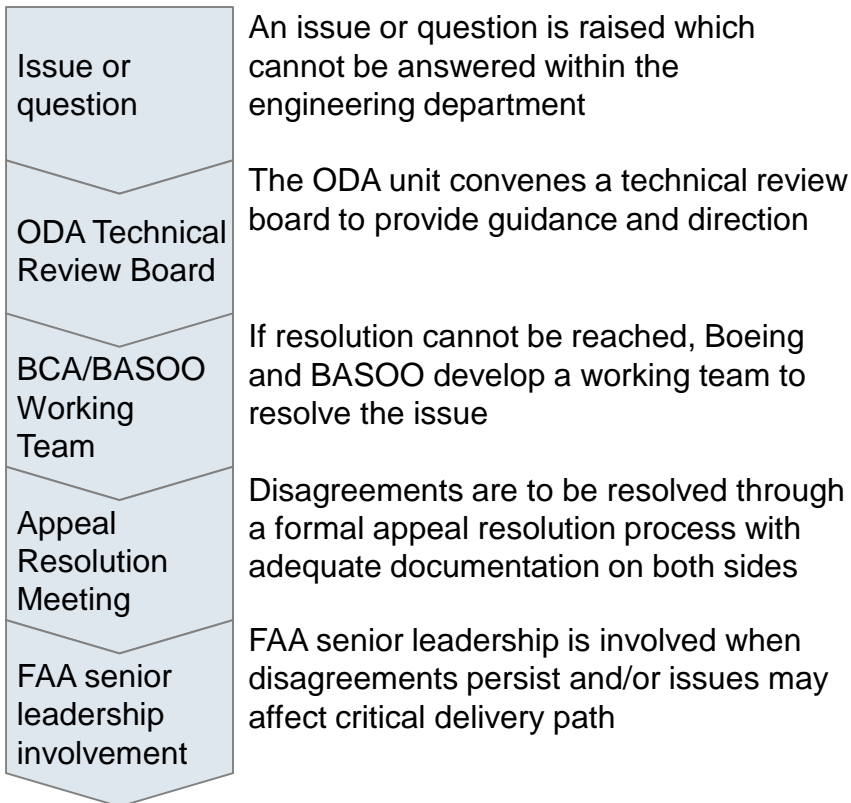 Issue or
question
An issue or question is raised which
cannot be answered within the
engineering department
ODA Technical
Review Board
The ODA unit convenes a technical review
board to provide guidance and direction
BCA/BASOO
Working
Team
If resolution cannot be reached, Boeing
and BASOO develop a working team to
resolve the issue
Appeal
Resolution
Meeting
Disagreements are to be resolved through
a formal appeal resolution process with
adequate documentation on both sides
FAA senior
leadership
involvement
FAA senior leadership is involved when
disagreements persist and/or issues may
affect critical delivery path